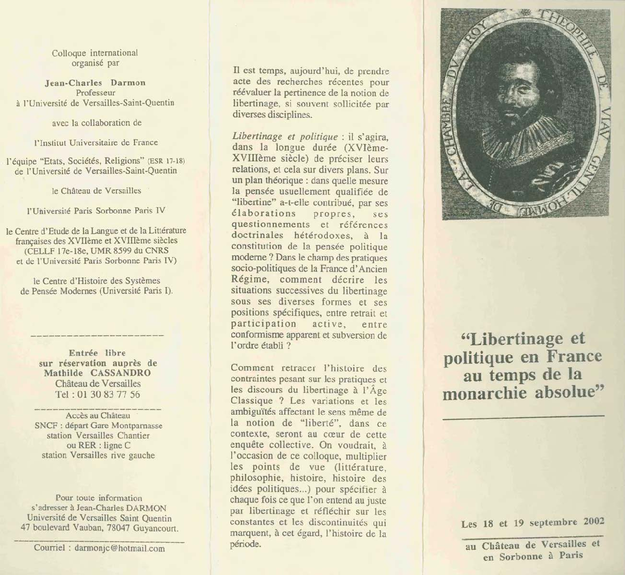 Colloque international
organisé par
Jean-Charles Darmon
Professeur
à l'Université de Versailles-Saint-Quentin
avec la collaboration de
l'Institut Universitaire de France
l'équipe "Etats, Sociétés, Religions" (ESR 17-18)
de l'Université de Versailles-Saint-Quentin
le Château de Versailles
l'Université Paris Sorbonne Paris IV
le Centre d'Etude de la Langue et de la Littérature
françaises des XVIIème et XVIIIème siècles
(CELLF 17e-18e, UMR 8599 du CNRS
et de l'Université Paris Sorbonne Paris IV)
le Centre d'Histoire des Systèmes
de Pensée Modernes (Université Paris I).
Entrée libre
sur réservation auprès de
Mathilde CASSANDRO
Château de Versailles
Tel : 01 30 83 77 56
Accès au Château
SNCF : départ Gare Montparnasse
station Versailles Chantier
ou RER : ligne C
station Versailles rive gauche
Pour toute information
s'adresser à Jean-Charles DARMON
Université de Versailles Saint Quentin
47 boulevard Vauban, 78047 Guyancourt.
Courriel : darmonjc@hotmail.com
Il est temps, aujourd'hui, de prendre
acte des recherches récentes pour
réévaluer la pertinence de la notion de
libertinage, si souvent sollicitée par
diverses disciplines.
Libertinage et politique : il s'agira,
dans la longue durée (XVIème-
XVIIIème siècle) de préciser leurs
relations, et cela sur divers plans. Sur
un plan théorique : dans quelle mesure
la pensée usuellement qualifiée de
"libertine" a-t-elle contribué, par ses
élaborations propres, ses
questionnements et références
doctrinales hétérodoxes, à la
constitution de la pensée politique
moderne ? Dans le champ des pratiques
socio-politiques de la France d'Ancien
Régime, comment décrire les
situations successives du libertinage
sous ses diverses formes et ses
positions spécifiques, entre retrait et
participation active, entre
conformisme apparent et subversion de
l'ordre établi ?
Comment retracer l'histoire des
contraintes pesant sur les pratiques et
les discours du libertinage à l'Âge
Classique ? Les variations et les
ambiguïtés affectant le sens même de
la notion de "liberté", dans ce
contexte, seront au cœur de cette
enquête collective. On voudrait, à
l'occasion de ce colloque, multiplier
les points de vue (littérature,
philosophie, histoire, histoire des
idées politiques...) pour spécifier à
chaque fois ce que l'on entend au juste
par libertinage et réfléchir sur les
constantes et les discontinuités qui
marquent, à cet égard, l'histoire de la
période.
THEOPHILE DE VIAV GENTIL-HOMME DE LA CHAMBRE DV ROY
"Libertinage et
politique en France
au temps de la
monarchie absolue"
Les 18 et 19 septembre 2002
au Château de Versailles et
en Sorbonne à Paris